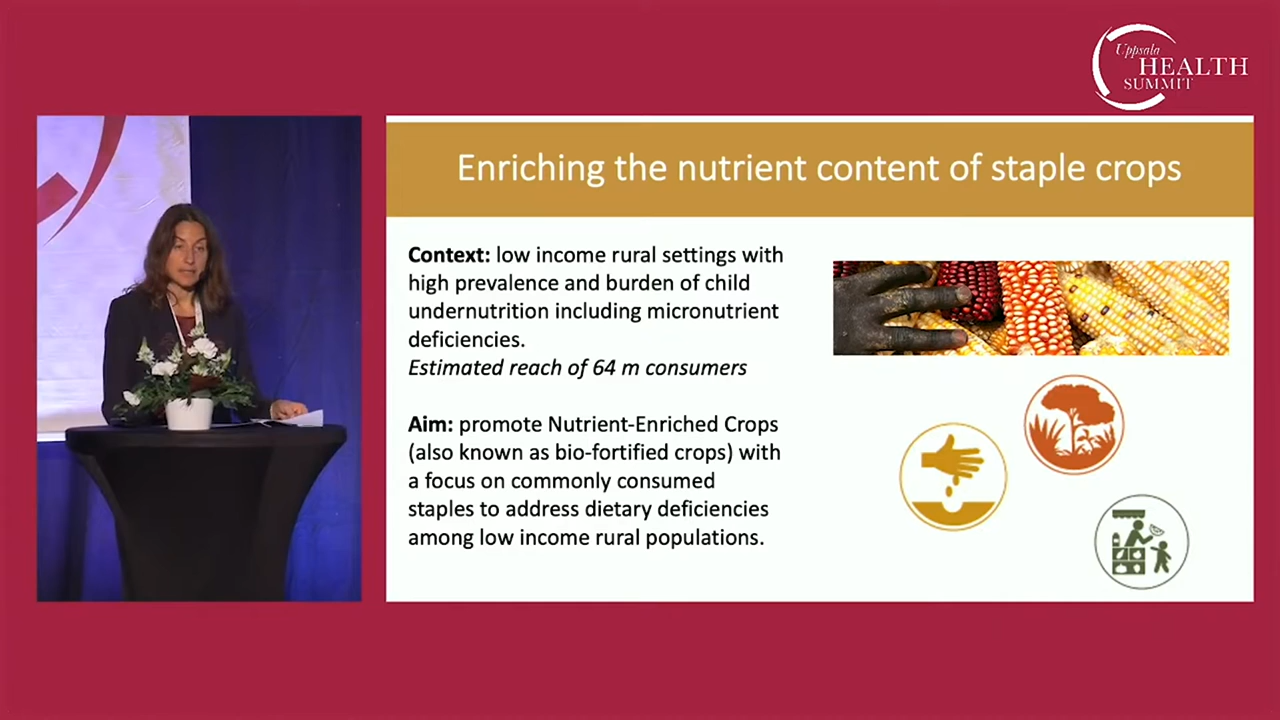 Uppsala
HEALTH
SUMMIT
Enriching the nutrient content of staple crops
Context: low income rural settings with
high prevalence and burden of child
undernutrition including micronutrient
deficiencies.
Estimated reach of 64 m consumers
Aim: promote Nutrient-Enriched Crops
(also known as bio-fortified crops) with
a focus on commonly consumed
staples to address dietary deficiencies
among low income rural populations.